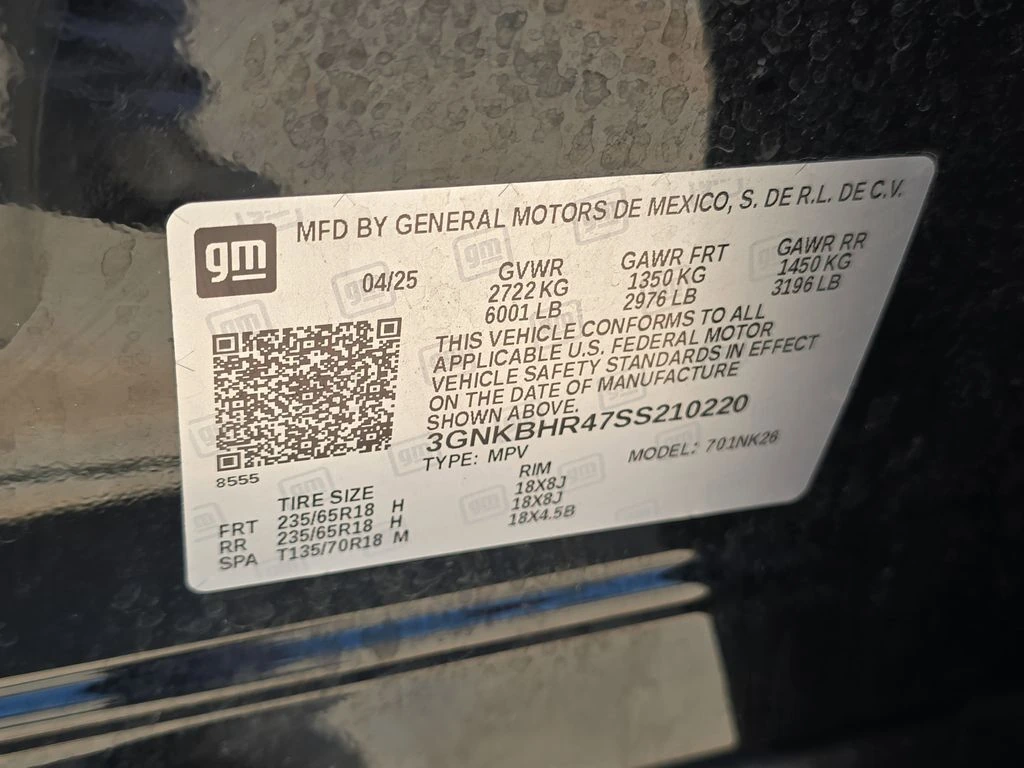 gm
MFD BY GENERAL MOTORS DE MEXICO, S. DE R.L. DE C.V.
04/25
GVWR GAWR FRT GAWR RR
2722 KG 1350 KG 1450 KG
6001 LB 2976 LB 3196 LB
THIS VEHICLE CONFORMS TO ALL
APPLICABLE U.S. FEDERAL MOTOR
VEHICLE SAFETY STANDARDS IN EFFECT
ON THE DATE OF MANUFACTURE
SHOWN ABOVE.
3GNKBHR47SS210220
TYPE: MPV MODEL: 701NK26
8555
TIRE SIZE RIM
FRT 235/65R18 H 18X8J
RR 235/65R18 H 18X8J
SPA T135/70R18 M 18X4.5B